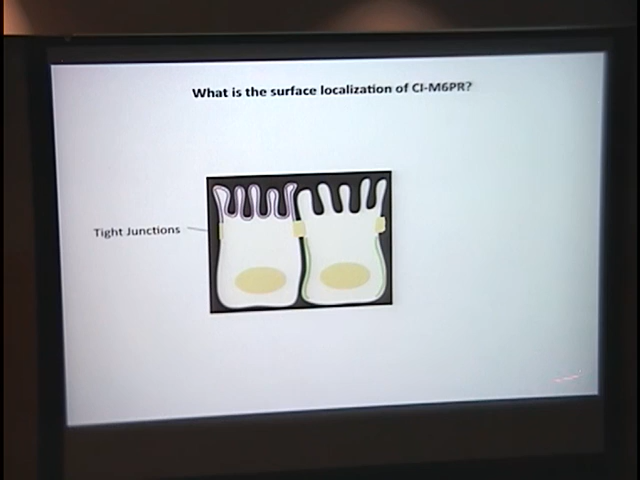 What is the surface localization of CI-M6PR?
Tight Junctions